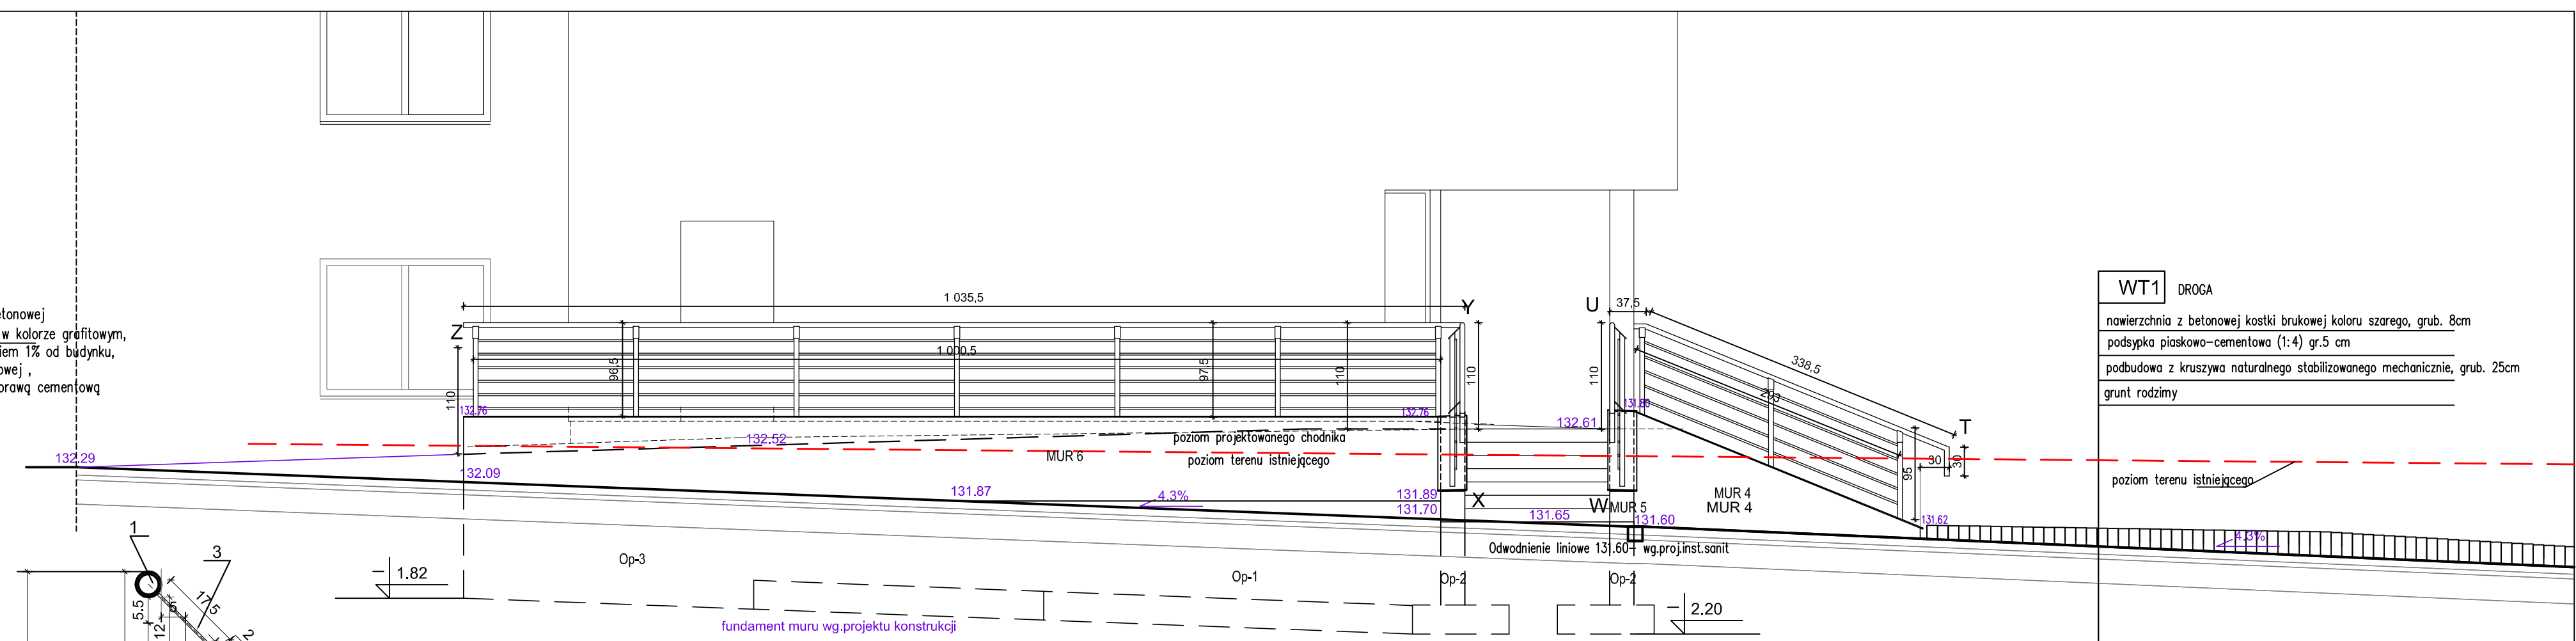 etonowej
w kolorze grafitowym,
iem 1% od budynku,
owej ,
prawą cementową
1 035,5
Z
Y
U
37,5
338,5
T
1 000,5
96,5
97,5
110
110
110
110
293
95
30
30
132.76
132.76
131.80
132.52
132.61
poziom projektowanego chodnika
MUR 6
poziom terenu istniejącego
132.29
132.09
131.87
4.3%
131.89
131.70
X
W
MUR 5
MUR 4
MUR 4
131.65
131.60
131.62
Odwodnienie liniowe 131.60- wg.proj.inst.sanit
4.3%
WT1 DROGA
nawierzchnia z betonowej kostki brukowej koloru szarego, grub. 8cm
podsypka piaskowo-cementowa (1:4) gr.5 cm
podbudowa z kruszywa naturalnego stabilizowanego mechanicznie, grub. 25cm
grunt rodzimy
poziom terenu istniejącego
1
3
17,5
5
5.5
12
2
Op-3
1.82
Op-1
Op-2
Op-2
2.20
fundament muru wg.projektu konstrukcji